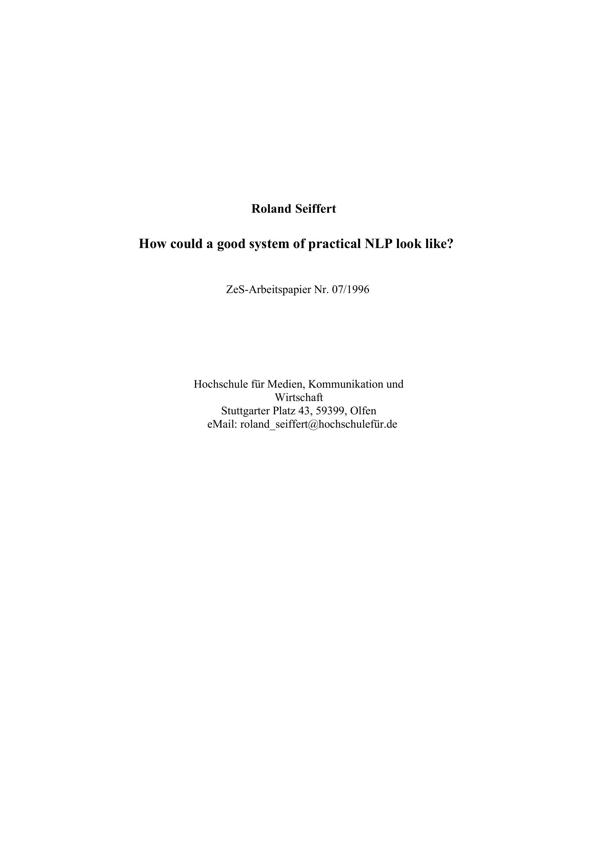 Roland Seiffert
How could a good system of practical NLP look like?
ZeS-Arbeitspapier Nr. 07/1996
Hochschule für Medien, Kommunikation und
Wirtschaft
Stuttgarter Platz 43, 59399, Olfen
eMail: roland_seiffert@hochschulefür.de